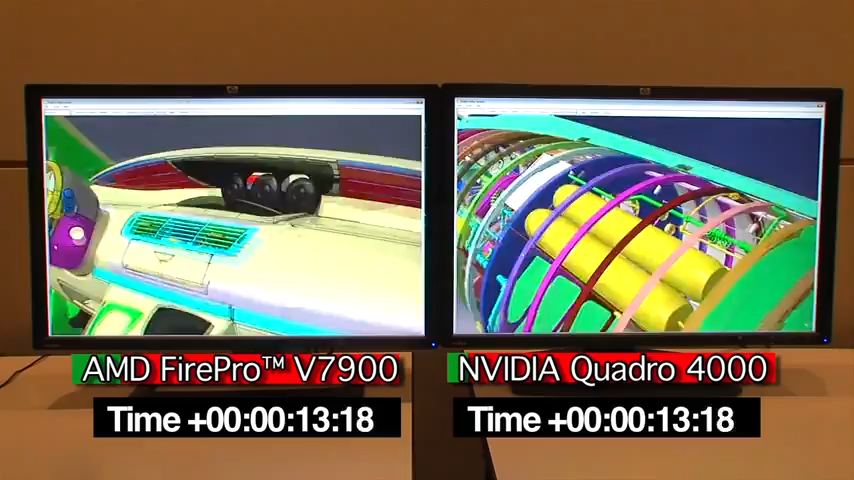 AMD FirePro™ V7900
NVIDIA Quadro 4000
Time +00:00:13:18
Time +00:00:13:18